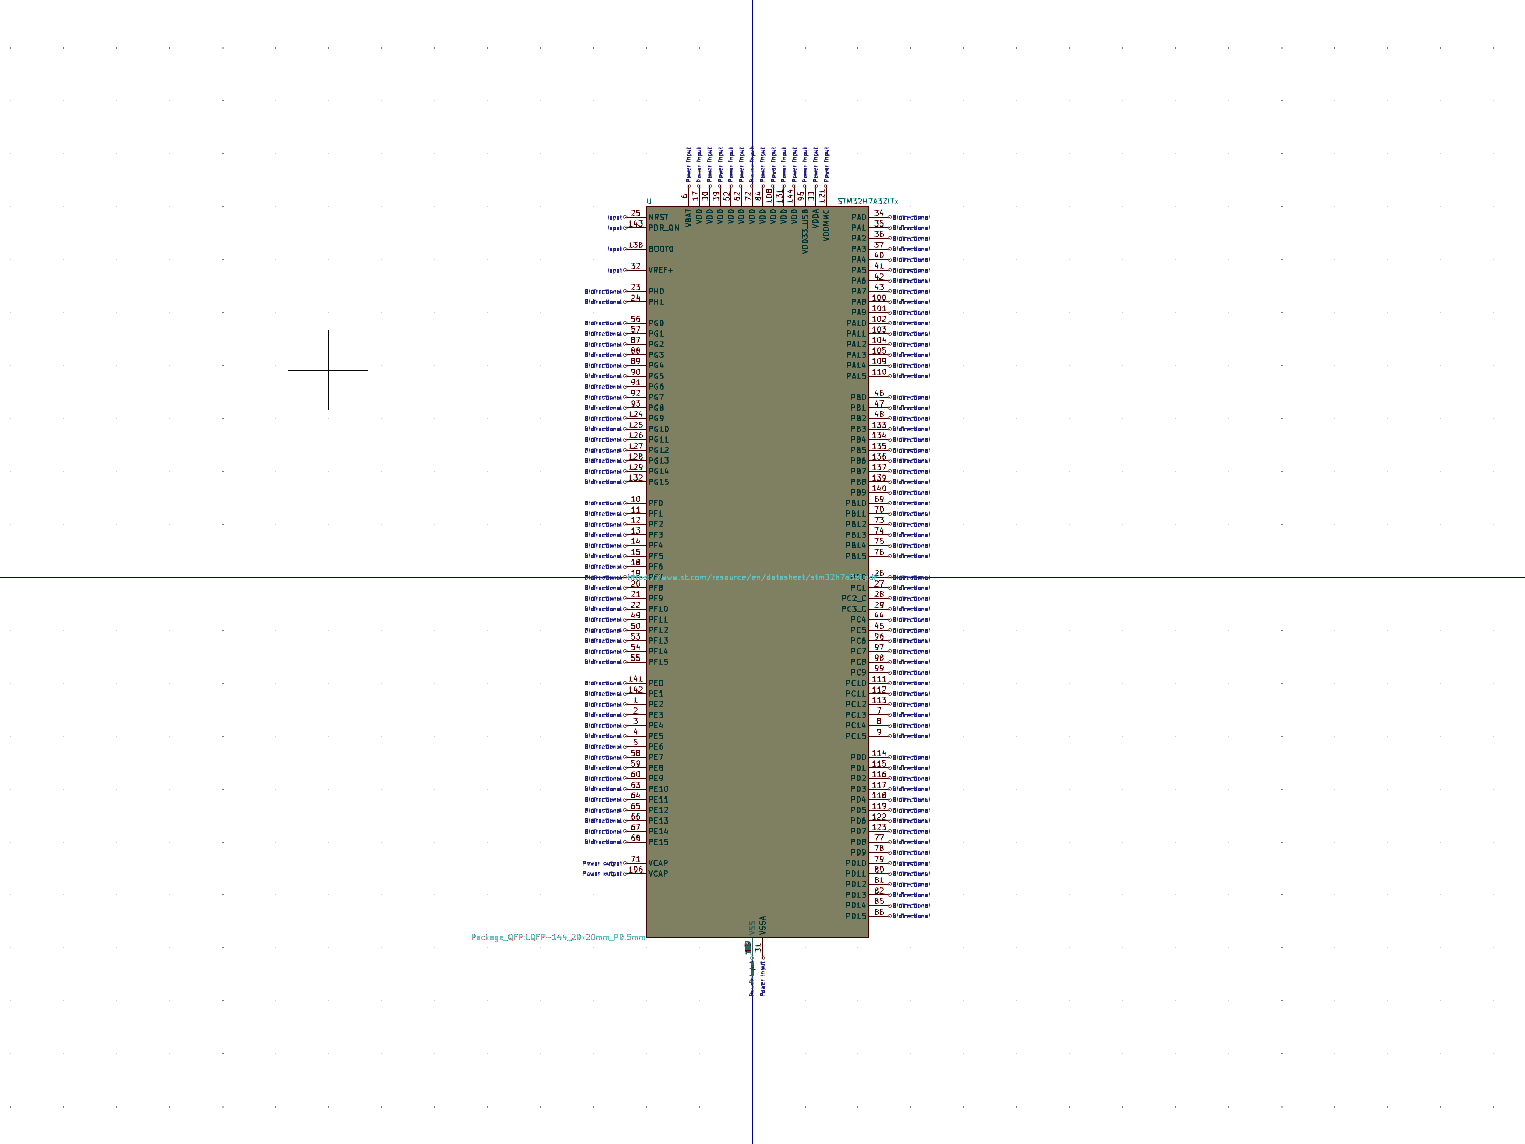 U
STM32H7A3ZITx
6 VBAT Power input
17 VDD Power input
30 VDD Power input
39 VDD Power input
52 VDD Power input
62 VDD Power input
72 VDD Power input
84 VDD Power input
108 VDD Power input
131 VDD Power input
144 VDD Power input
95 VDD33_USB Power input
33 VDDA Power input
121 VDDMMC Power input
Input 25 NRST
Input 143 PDR_ON
Input 138 BOOT0
Input 32 VREF+
Bidirectional 23 PH0
Bidirectional 24 PH1
Bidirectional 56 PG0
Bidirectional 57 PG1
Bidirectional 87 PG2
Bidirectional 88 PG3
Bidirectional 89 PG4
Bidirectional 90 PG5
Bidirectional 91 PG6
Bidirectional 92 PG7
Bidirectional 93 PG8
Bidirectional 124 PG9
Bidirectional 125 PG10
Bidirectional 126 PG11
Bidirectional 127 PG12
Bidirectional 128 PG13
Bidirectional 129 PG14
Bidirectional 132 PG15
Bidirectional 10 PF0
Bidirectional 11 PF1
Bidirectional 12 PF2
Bidirectional 13 PF3
Bidirectional 14 PF4
Bidirectional 15 PF5
Bidirectional 18 PF6
Bidirectional 19
Bidirectional 20 PF8
Bidirectional 21 PF9
Bidirectional 22 PF10
Bidirectional 49 PF11
Bidirectional 50 PF12
Bidirectional 53 PF13
Bidirectional 54 PF14
Bidirectional 55 PF15
Bidirectional 141 PE0
Bidirectional 142 PE1
Bidirectional 1 PE2
Bidirectional 2 PE3
Bidirectional 3 PE4
Bidirectional 4 PE5
Bidirectional 5 PE6
Bidirectional 58 PE7
Bidirectional 59 PE8
Bidirectional 60 PE9
Bidirectional 63 PE10
Bidirectional 64 PE11
Bidirectional 65 PE12
Bidirectional 66 PE13
Bidirectional 67 PE14
Bidirectional 68 PE15
Power output 71 VCAP
Power output 106 VCAP
PA0 34 Bidirectional
PA1 35 Bidirectional
PA2 36 Bidirectional
PA3 37 Bidirectional
PA4 40 Bidirectional
PA5 41 Bidirectional
PA6 42 Bidirectional
PA7 43 Bidirectional
PA8 100 Bidirectional
PA9 101 Bidirectional
PA10 102 Bidirectional
PA11 103 Bidirectional
PA12 104 Bidirectional
PA13 105 Bidirectional
PA14 109 Bidirectional
PA15 110 Bidirectional
PB0 46 Bidirectional
PB1 47 Bidirectional
PB2 48 Bidirectional
PB3 133 Bidirectional
PB4 134 Bidirectional
PB5 135 Bidirectional
PB6 136 Bidirectional
PB7 137 Bidirectional
PB8 139 Bidirectional
PB9 140 Bidirectional
PB10 69 Bidirectional
PB11 70 Bidirectional
PB12 73 Bidirectional
PB13 74 Bidirectional
PB14 75 Bidirectional
PB15 76 Bidirectional
26 Bidirectional
PC1 27 Bidirectional
PC2_C 28 Bidirectional
PC3_C 29 Bidirectional
PC4 44 Bidirectional
PC5 45 Bidirectional
PC6 96 Bidirectional
PC7 97 Bidirectional
PC8 98 Bidirectional
PC9 99 Bidirectional
PC10 111 Bidirectional
PC11 112 Bidirectional
PC12 113 Bidirectional
PC13 7 Bidirectional
PC14 8 Bidirectional
PC15 9 Bidirectional
PD0 114 Bidirectional
PD1 115 Bidirectional
PD2 116 Bidirectional
PD3 117 Bidirectional
PD4 118 Bidirectional
PD5 119 Bidirectional
PD6 122 Bidirectional
PD7 123 Bidirectional
PD8 77 Bidirectional
PD9 78 Bidirectional
PD10 79 Bidirectional
PD11 80 Bidirectional
PD12 81 Bidirectional
PD13 82 Bidirectional
PD14 85 Bidirectional
PD15 86 Bidirectional
VSS
VSSA 31 Power input
Package_QFP:LQFP-144_20x20mm_P0.5mm